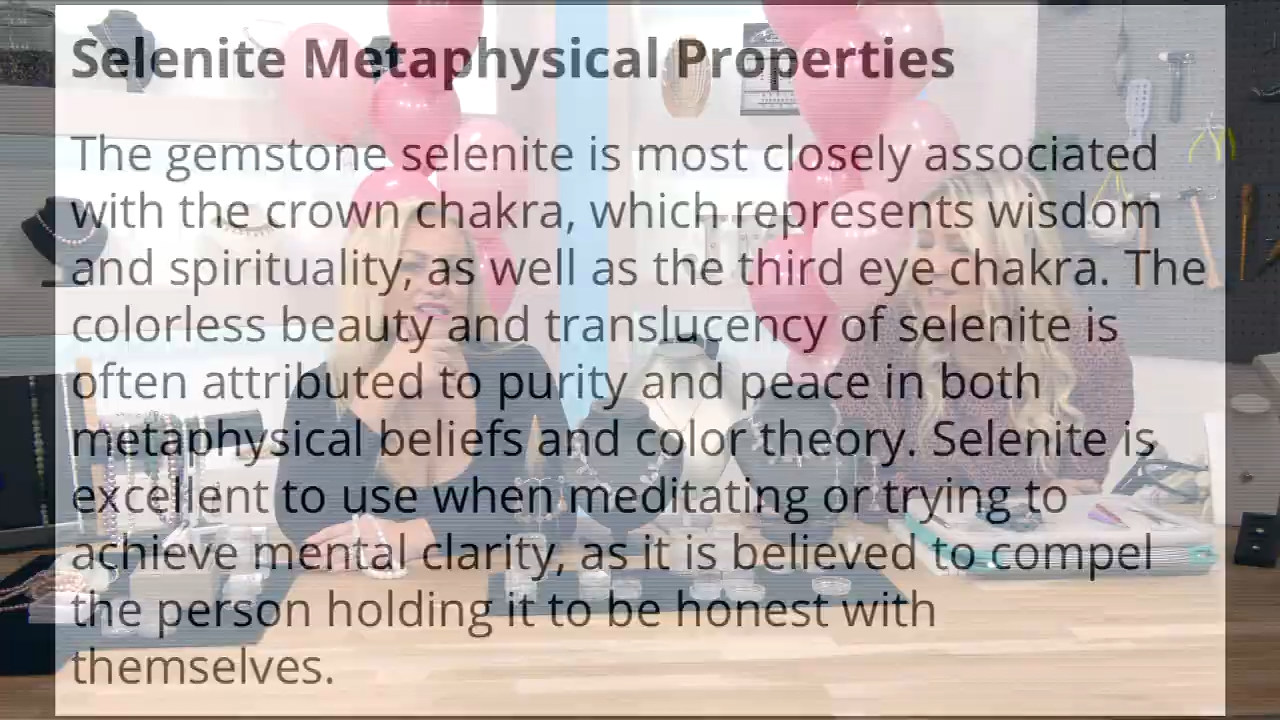 Selenite Metaphysical Properties
The gemstone selenite is most closely associated
with the crown chakra, which represents wisdom
and spirituality, as well as the third eye chakra. The
colorless beauty and translucency of selenite is
often attributed to purity and peace in both
metaphysical beliefs and color theory. Selenite is
excellent to use when meditating or trying to
achieve mental clarity, as it is believed to compel
the person holding it to be honest with
themselves.